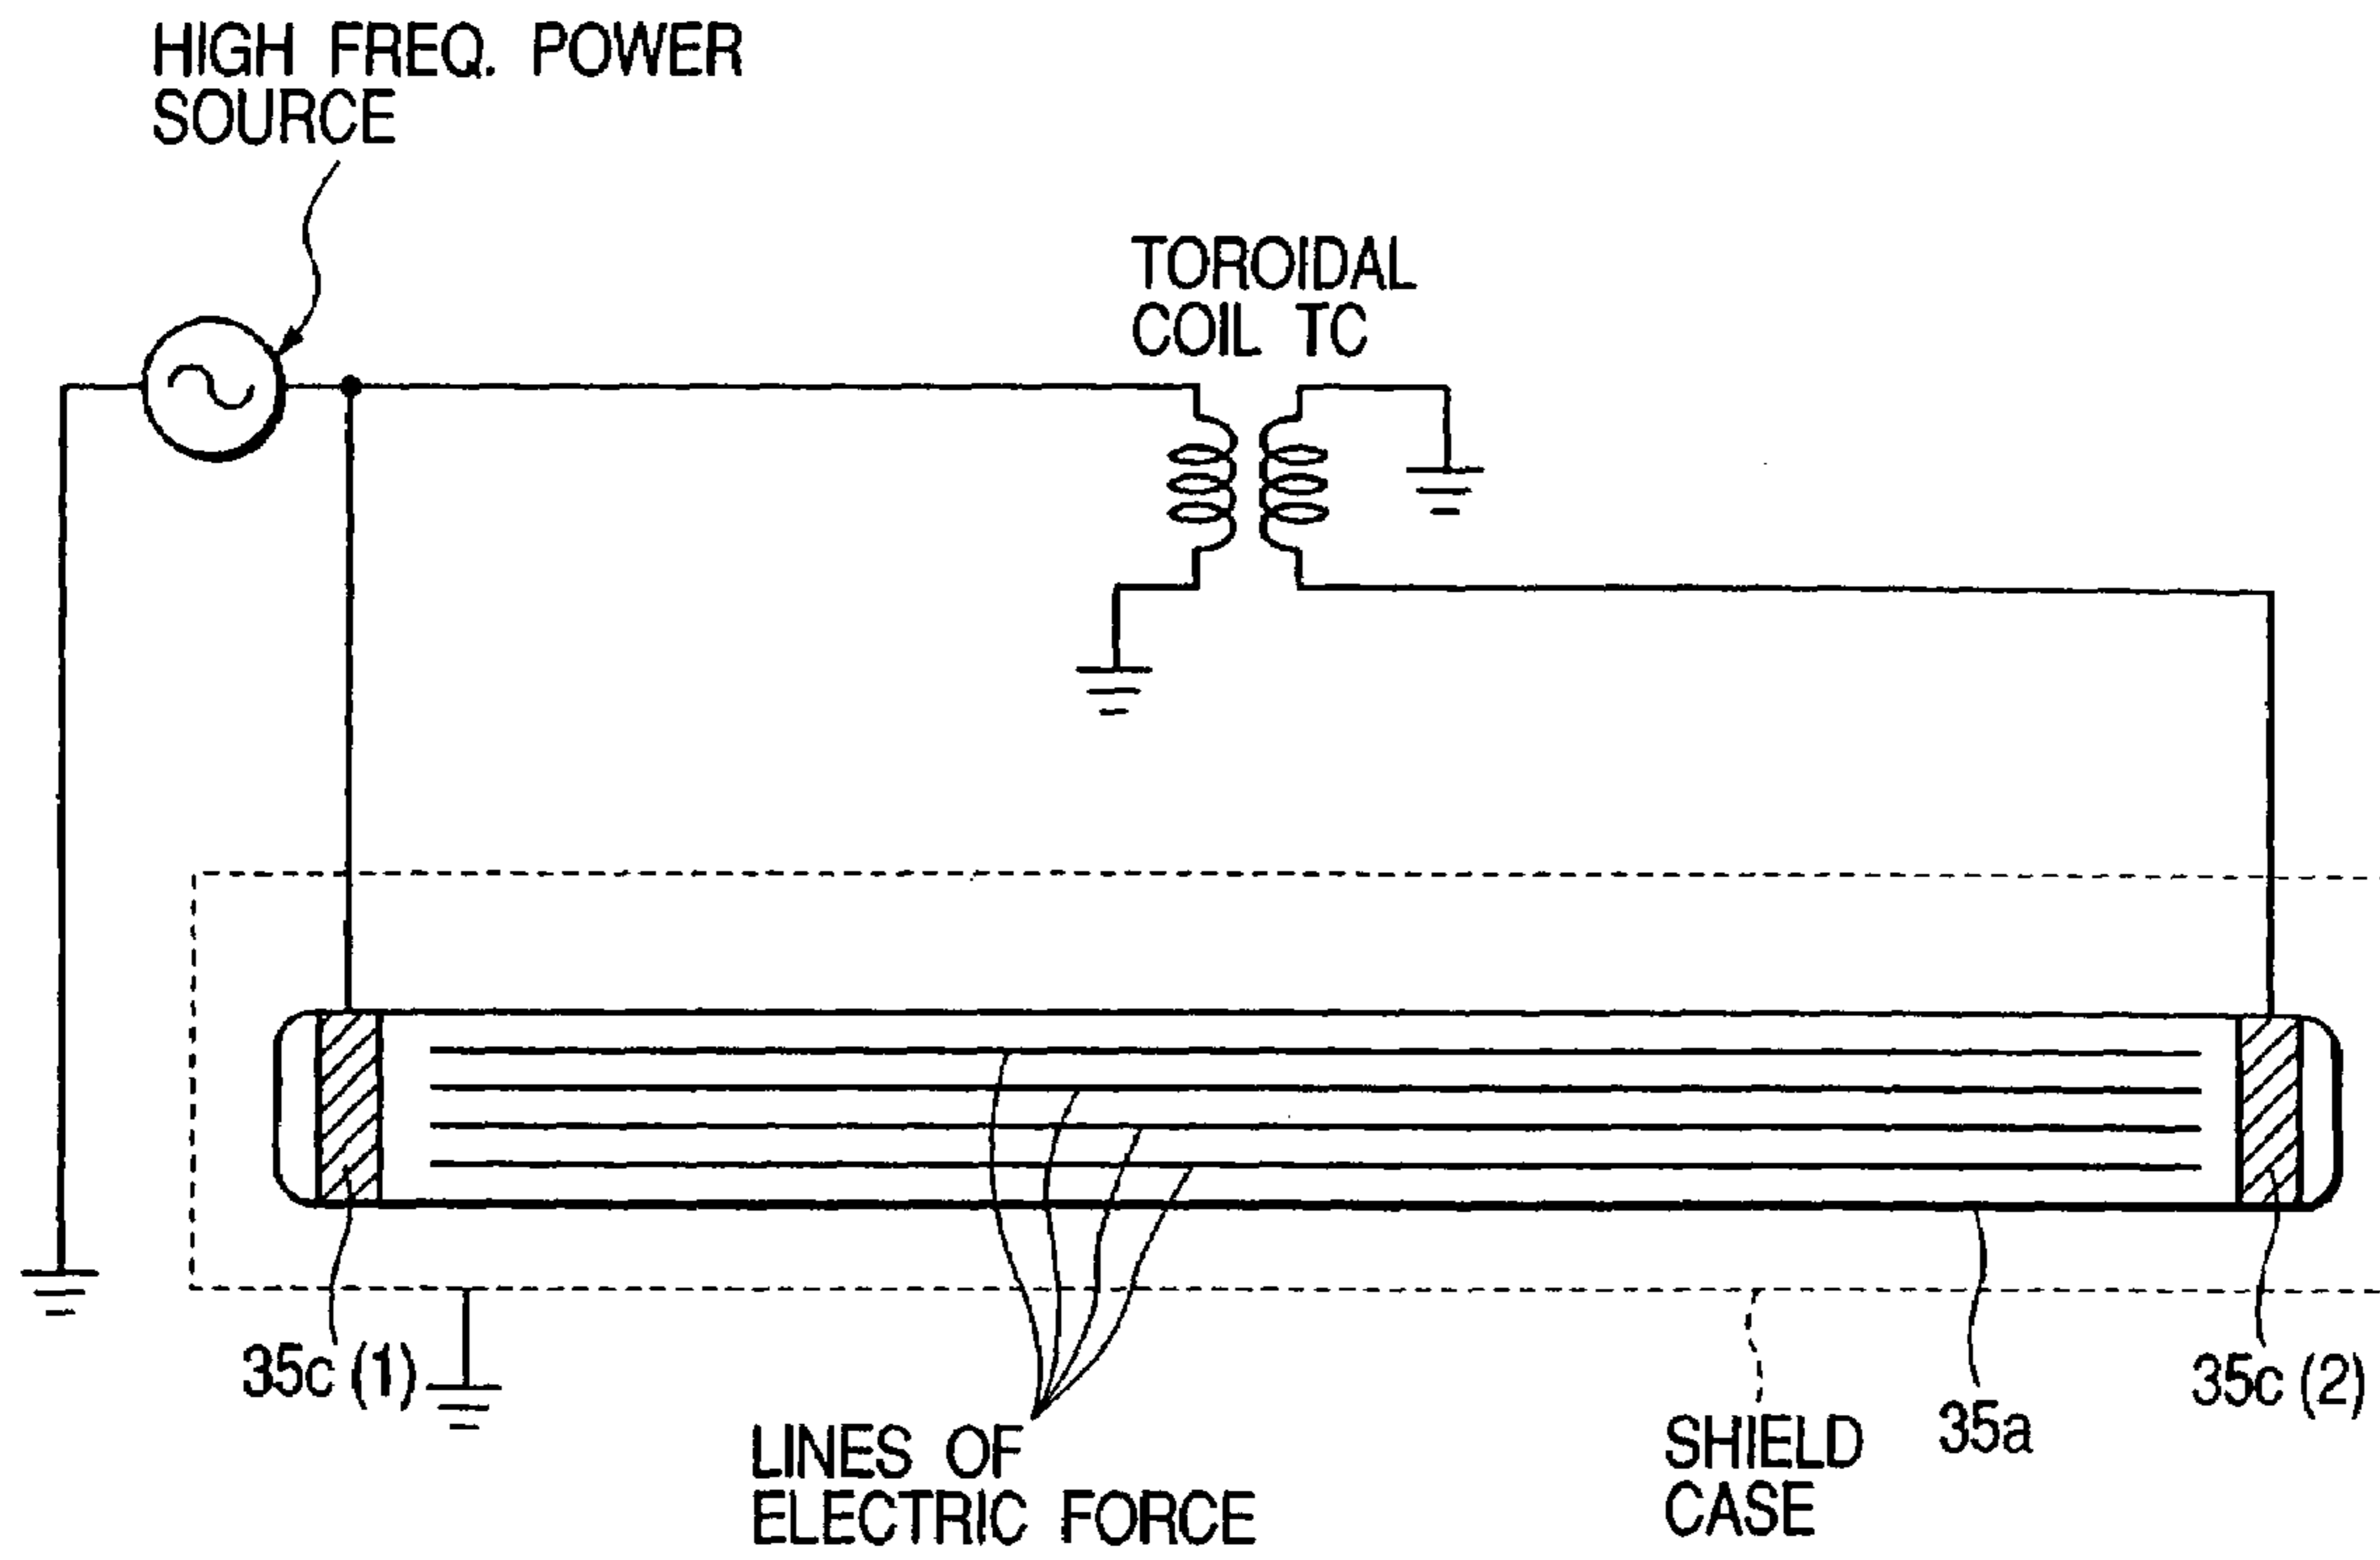 HIGH FREQ. POWER
SOURCE
TOROIDAL
COIL TC
35c (1)
LINES OF
ELECTRIC FORCE
SHIELD
CASE
35a
35c (2)